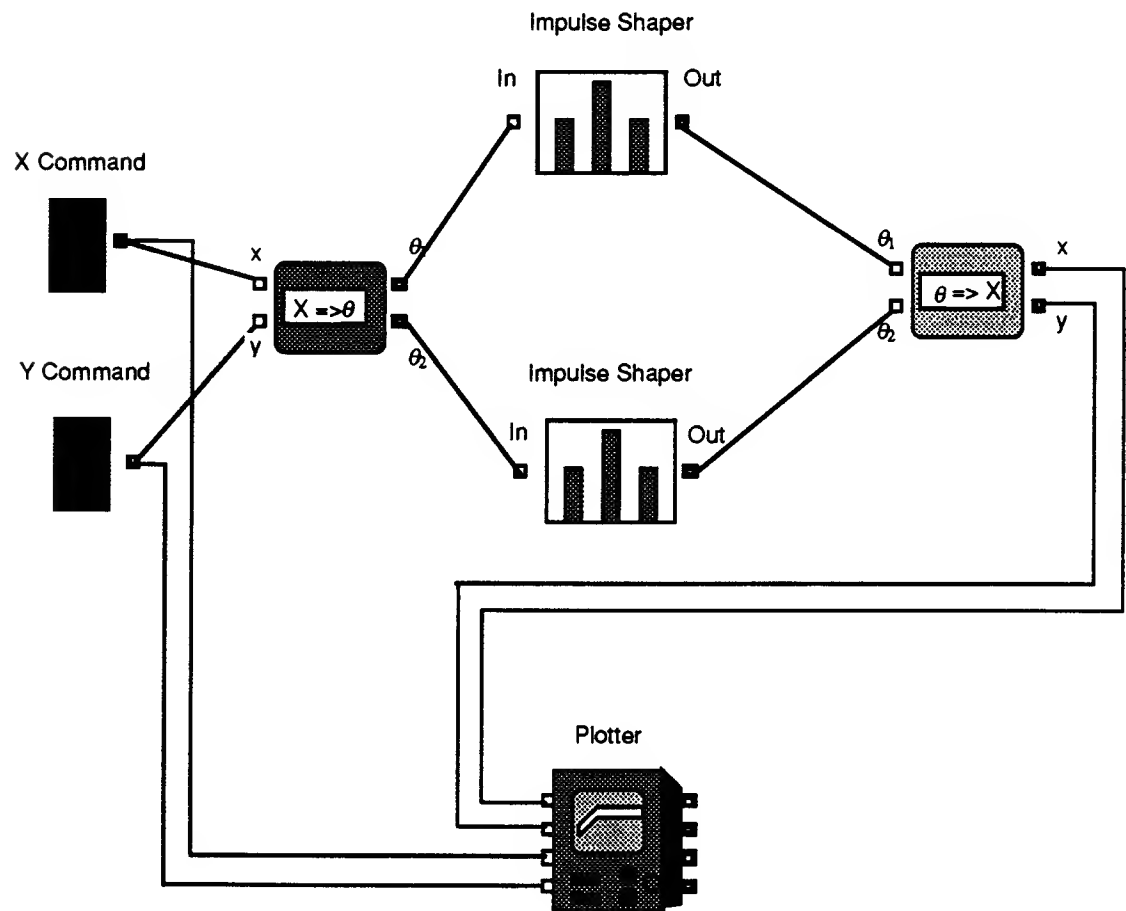 Impulse Shaper
In
Out
X Command
x
θ₁
X =>θ
y
θ₂
Y Command
Impulse Shaper
In
Out
θ₁
x
θ => X
y
θ₂
Plotter